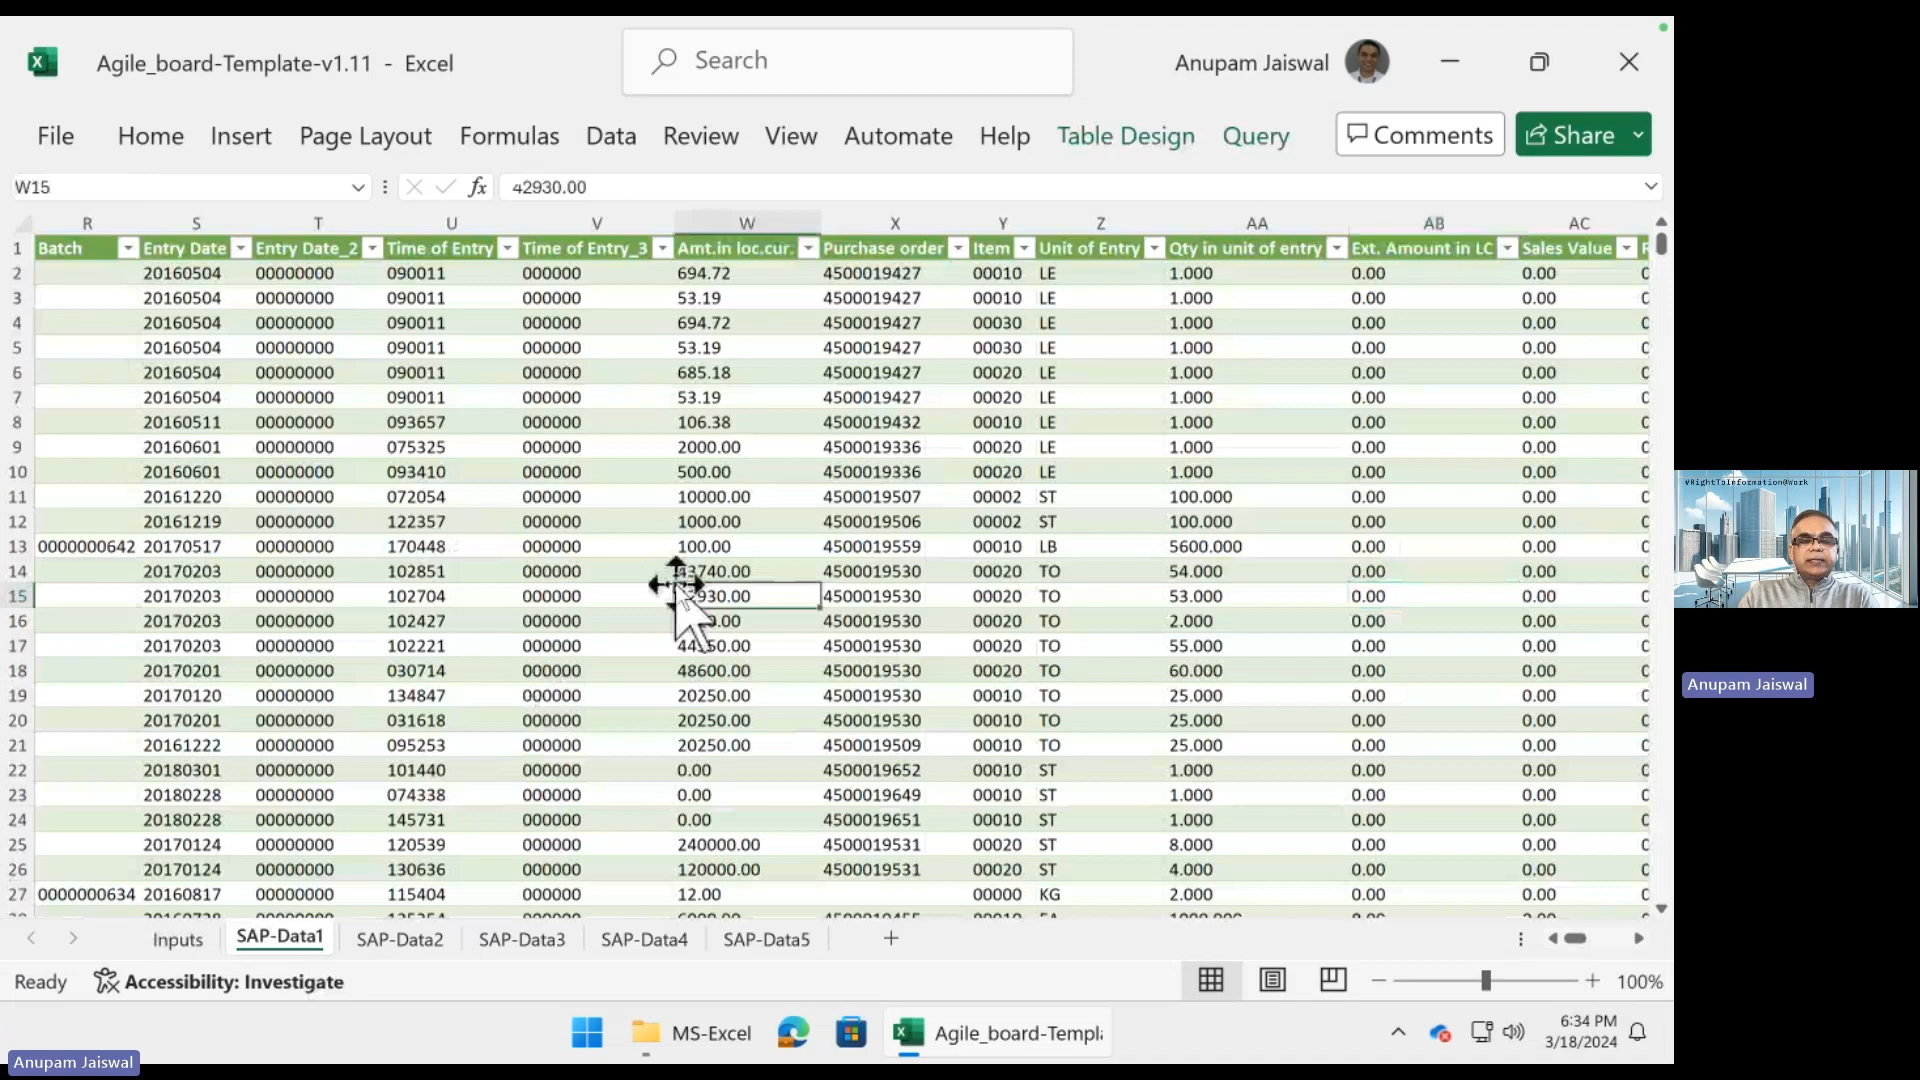 Agile_board-Template-v1.11 - Excel
Search
Anupam Jaiswal
File Home Insert Page Layout Formulas Data Review View Automate Help Table Design Query Comments Share
W15 fx 42930.00
R S T U V W X Y Z AA AB AC
1 Batch Entry Date Entry Date_2 Time of Entry Time of Entry_3 Amt.in loc.cur. Purchase order Item Unit of Entry Qty in unit of entry Ext. Amount in LC Sales Value
2 20160504 00000000 090011 000000 694.72 4500019427 00010 LE 1.000 0.00 0.00
3 20160504 00000000 090011 000000 53.19 4500019427 00010 LE 1.000 0.00 0.00
4 20160504 00000000 090011 000000 694.72 4500019427 00030 LE 1.000 0.00 0.00
5 20160504 00000000 090011 000000 53.19 4500019427 00030 LE 1.000 0.00 0.00
6 20160504 00000000 090011 000000 685.18 4500019427 00020 LE 1.000 0.00 0.00
7 20160504 00000000 090011 000000 53.19 4500019427 00020 LE 1.000 0.00 0.00
8 20160511 00000000 093657 000000 106.38 4500019432 00010 LE 1.000 0.00 0.00
9 20160601 00000000 075325 000000 2000.00 4500019336 00020 LE 1.000 0.00 0.00
10 20160601 00000000 093410 000000 500.00 4500019336 00020 LE 1.000 0.00 0.00
11 20161220 00000000 072054 000000 10000.00 4500019507 00002 ST 100.000 0.00 0.00
12 20161219 00000000 122357 000000 1000.00 4500019506 00002 ST 100.000 0.00 0.00
13 0000000642 20170517 00000000 170448 000000 100.00 4500019559 00010 LB 5600.000 0.00 0.00
14 20170203 00000000 102851 000000 4500019530 00020 TO 54.000 0.00 0.00
15 20170203 00000000 102704 000000 4500019530 00020 TO 53.000 0.00 0.00
16 20170203 00000000 102427 000000 4500019530 00020 TO 2.000 0.00 0.00
17 20170203 00000000 102221 000000 4500019530 00020 TO 55.000 0.00 0.00
18 20170201 00000000 030714 000000 48600.00 4500019530 00020 TO 60.000 0.00 0.00
19 20170120 00000000 134847 000000 20250.00 4500019530 00010 TO 25.000 0.00 0.00
20 20170201 00000000 031618 000000 20250.00 4500019530 00010 TO 25.000 0.00 0.00
21 20161222 00000000 095253 000000 20250.00 4500019509 00010 TO 25.000 0.00 0.00
22 20180301 00000000 101440 000000 0.00 4500019652 00010 ST 1.000 0.00 0.00
23 20180228 00000000 074338 000000 0.00 4500019649 00010 ST 1.000 0.00 0.00
24 20180228 00000000 145731 000000 0.00 4500019651 00010 ST 1.000 0.00 0.00
25 20170124 00000000 120539 000000 240000.00 4500019531 00020 ST 8.000 0.00 0.00
26 20170124 00000000 130636 000000 120000.00 4500019531 00020 ST 4.000 0.00 0.00
27 0000000634 20160817 00000000 115404 000000 12.00 00000 KG 2.000 0.00 0.00
Inputs SAP-Data1 SAP-Data2 SAP-Data3 SAP-Data4 SAP-Data5
Ready Accessibility: Investigate 100%
MS-Excel
6:34 PM
3/18/2024
Anupam Jaiswal
#RightToInformation@Work
Anupam Jaiswal